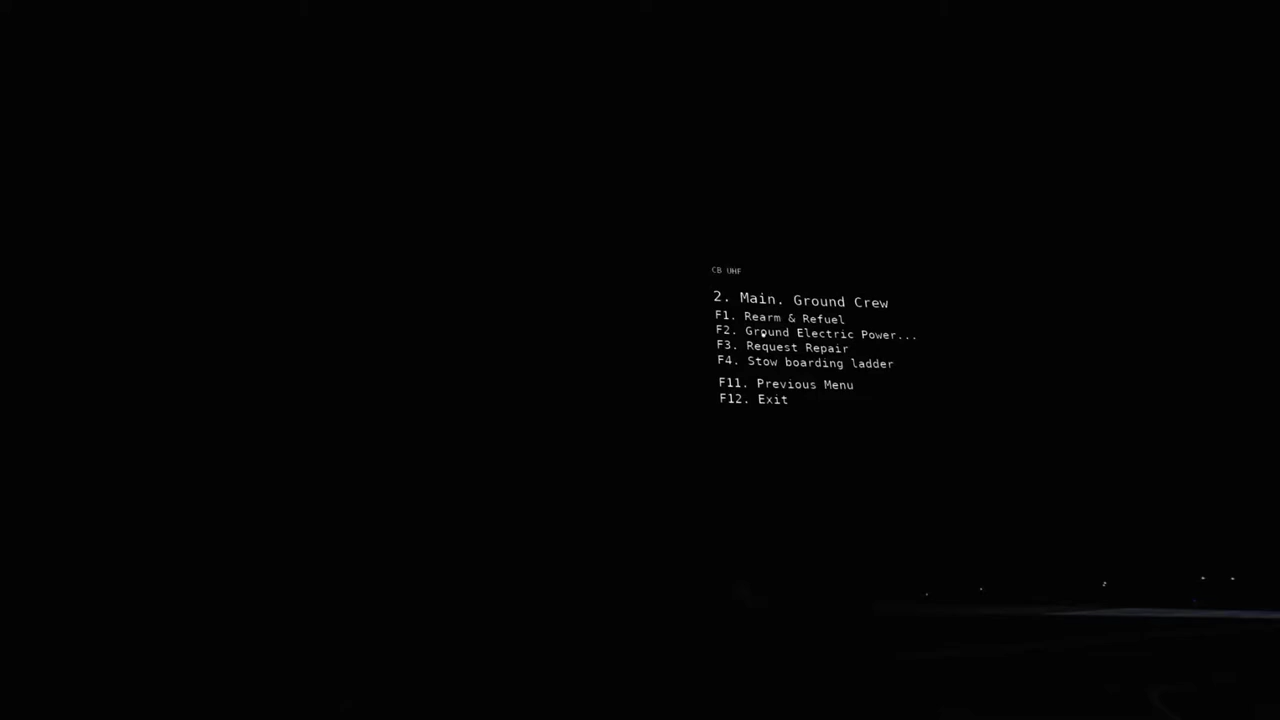 CB UHF
2. Main. Ground Crew
F1. Rearm & Refuel
F2. Ground Electric Power...
F3. Request Repair
F4. Stow boarding ladder
F11. Previous Menu
F12. Exit